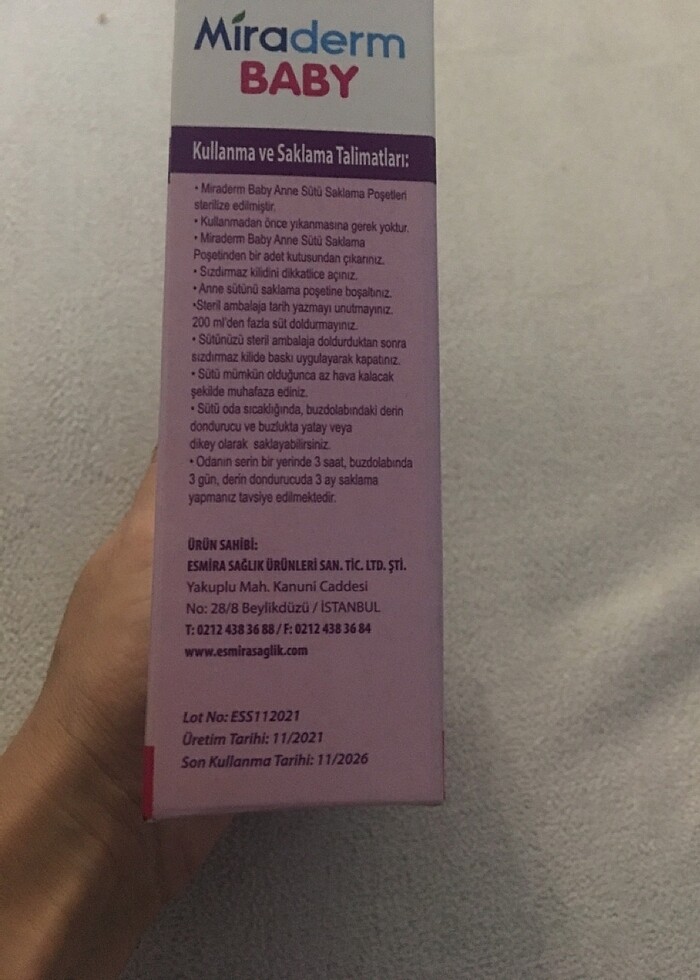 Miraderm
BABY
Kullanma ve Saklama Talimatları:
• Miraderm Baby Anne Sütü Saklama Poşetleri
sterilize edilmiştir.
• Kullanmadan önce yıkanmasına gerek yoktur.
• Miraderm Baby Anne Sütü Saklama
Poşetinden bir adet kutusundan çıkarınız.
• Sızdırmaz kilidini dikkatlice açınız.
• Anne sütünü saklama poşetine boşaltınız.
•Steril ambalaja tarih yazmayı unutmayınız.
200 ml'den fazla süt doldurmayınız.
• Sütünüzü steril ambalaja doldurduktan sonra
sızdırmaz kilide baskı uygulayarak kapatınız.
• Sütü mümkün olduğunca az hava kalacak
şekilde muhafaza ediniz.
• Sütü oda sıcaklığında, buzdolabındaki derin
dondurucu ve buzlukta yatay veya
dikey olarak saklayabilirsiniz.
• Odanın serin bir yerinde 3 saat, buzdolabında
3 gün, derin dondurucuda 3 ay saklama
yapmanız tavsiye edilmektedir.
ÜRÜN SAHİBİ:
ESMİRA SAĞLIK ÜRÜNLERİ SAN. TİC. LTD. ŞTİ.
Yakuplu Mah. Kanuni Caddesi
No: 28/8 Beylikdüzü / İSTANBUL
T: 0212 438 36 88 / F: 0212 438 36 84
www.esmirasaglik.com
Lot No: ESS112021
Üretim Tarihi: 11/2021
Son Kullanma Tarihi: 11/2026